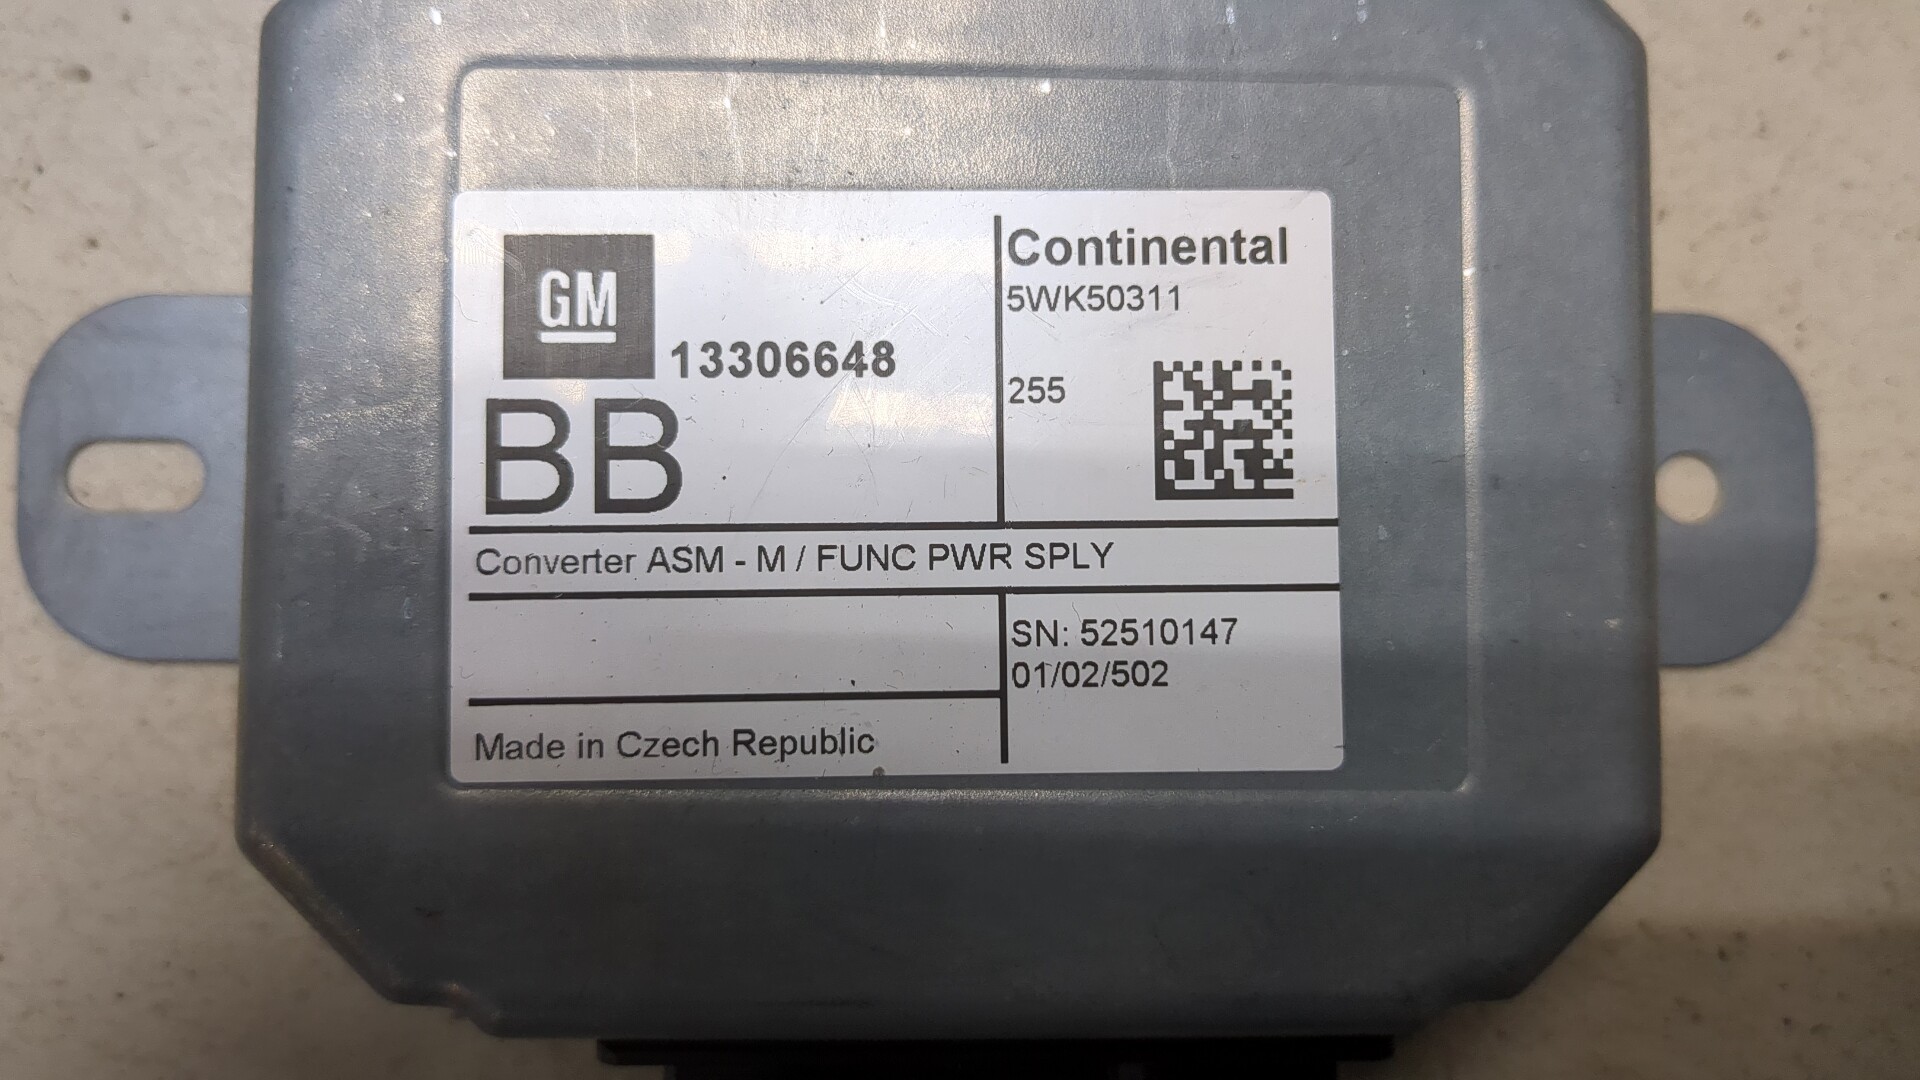 GM
13306648
BB
Continental
5WK50311
255
Converter ASM - M / FUNC PWR SPLY
SN: 52510147
01/02/502
Made in Czech Republic